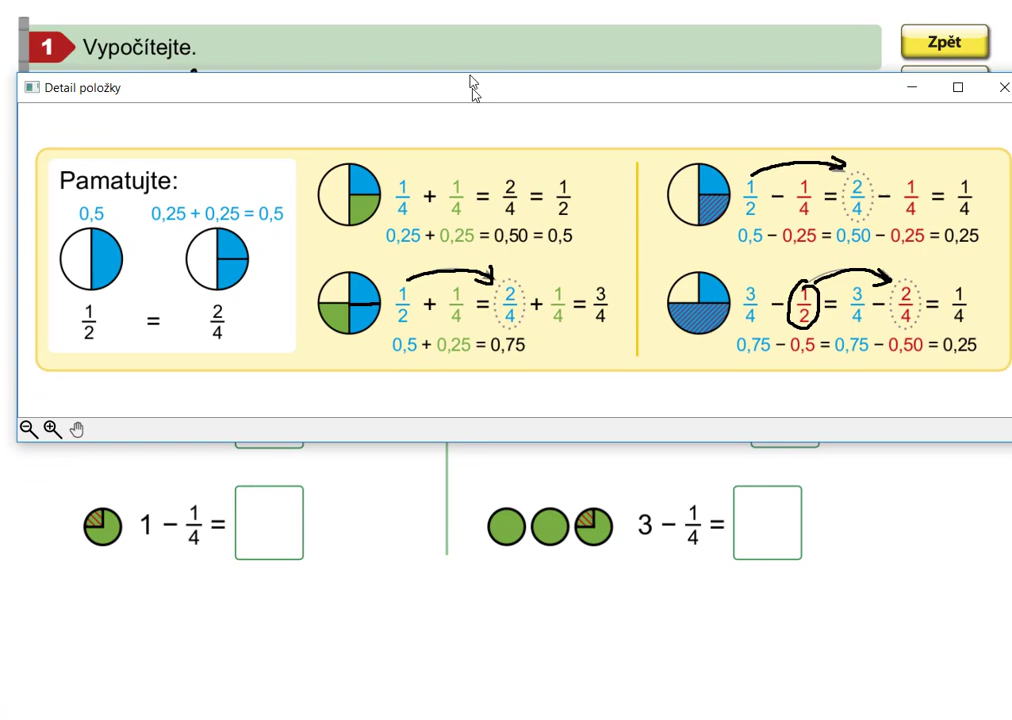 1 Vypočítejte.
Zpět
Detail položky
Pamatujte:
0,5 0,25 + 0,25 = 0,5
1/2 = 2/4
1/4 + 1/4 = 2/4 = 1/2
0,25 + 0,25 = 0,50 = 0,5
1/2 + 1/4 = 2/4 + 1/4 = 3/4
0,5 + 0,25 = 0,75
1/2 − 1/4 = 2/4 − 1/4 = 1/4
0,5 − 0,25 = 0,50 − 0,25 = 0,25
3/4 − 1/2 = 3/4 − 2/4 = 1/4
0,75 − 0,5 = 0,75 − 0,50 = 0,25
1 − 1/4 =
3 − 1/4 =